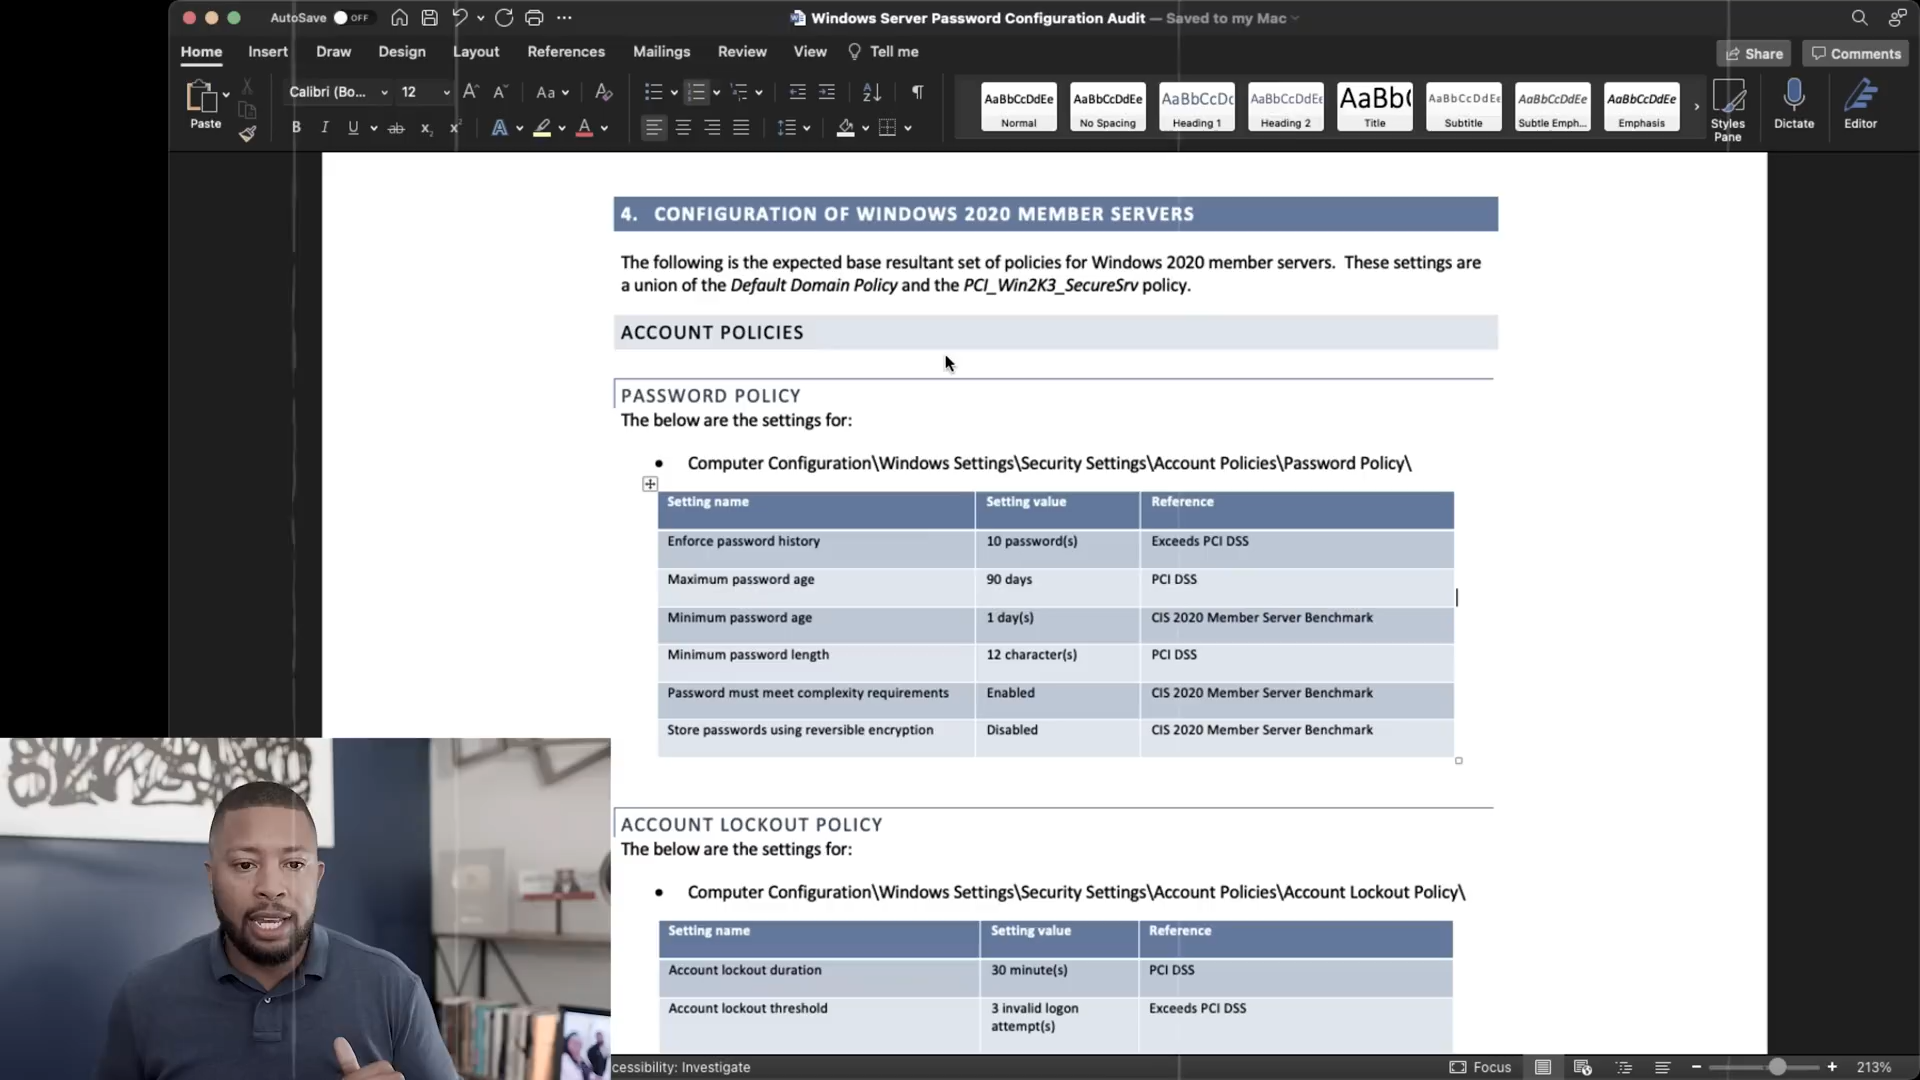 AutoSave OFF
Windows Server Password Configuration Audit — Saved to my Mac
Home Insert Draw Design Layout References Mailings Review View Tell me
Share Comments
Paste
Calibri (Bo... 12
AaBbCcDdEe AaBbCcDdEe AaBbCcDc AaBbCcDdEe AaBb( AaBbCcDdEe AaBbCcDdEe AaBbCcDdEe
Normal No Spacing Heading 1 Heading 2 Title Subtitle Subtle Emph... Emphasis
Styles Pane
Dictate
Editor
4. CONFIGURATION OF WINDOWS 2020 MEMBER SERVERS
The following is the expected base resultant set of policies for Windows 2020 member servers. These settings are
a union of the Default Domain Policy and the PCI_Win2K3_SecureSrv policy.
ACCOUNT POLICIES
PASSWORD POLICY
The below are the settings for:
• Computer Configuration\Windows Settings\Security Settings\Account Policies\Password Policy\
Setting name Setting value Reference
Enforce password history 10 password(s) Exceeds PCI DSS
Maximum password age 90 days PCI DSS
Minimum password age 1 day(s) CIS 2020 Member Server Benchmark
Minimum password length 12 character(s) PCI DSS
Password must meet complexity requirements Enabled CIS 2020 Member Server Benchmark
Store passwords using reversible encryption Disabled CIS 2020 Member Server Benchmark
ACCOUNT LOCKOUT POLICY
The below are the settings for:
• Computer Configuration\Windows Settings\Security Settings\Account Policies\Account Lockout Policy\
Setting name Setting value Reference
Account lockout duration 30 minute(s) PCI DSS
Account lockout threshold 3 invalid logon Exceeds PCI DSS
attempt(s)
cessibility: Investigate
Focus
213%